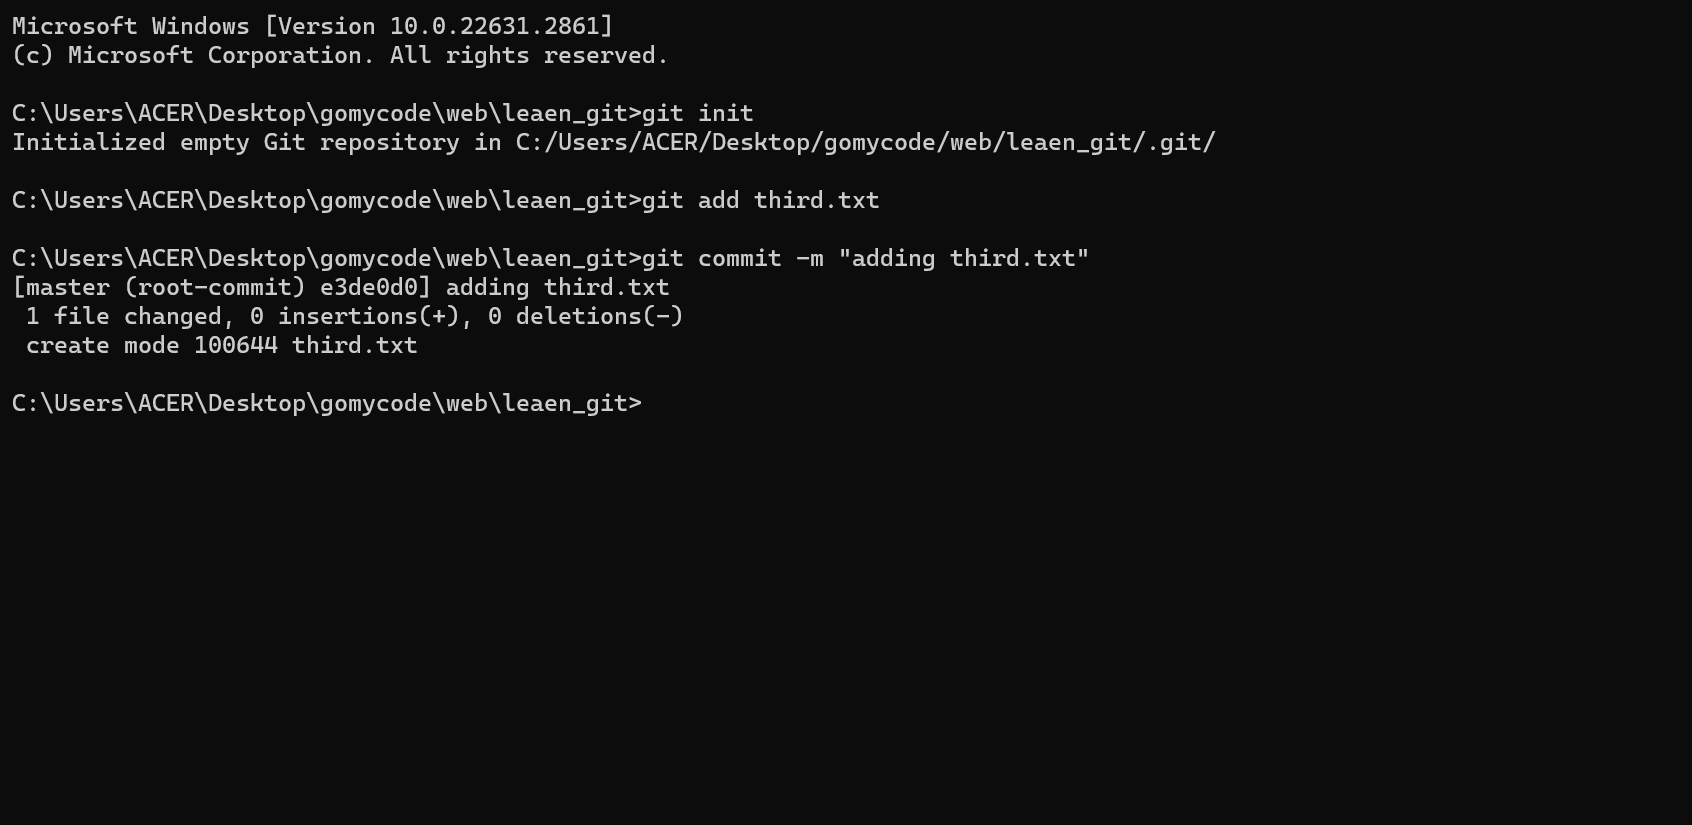 Microsoft Windows [Version 10.0.22631.2861]
(c) Microsoft Corporation. All rights reserved.
C:\Users\ACER\Desktop\gomycode\web\leaen_git>git init
Initialized empty Git repository in C:/Users/ACER/Desktop/gomycode/web/leaen_git/.git/
C:\Users\ACER\Desktop\gomycode\web\leaen_git>git add third.txt
C:\Users\ACER\Desktop\gomycode\web\leaen_git>git commit -m "adding third.txt"
[master (root-commit) e3de0d0] adding third.txt
 1 file changed, 0 insertions(+), 0 deletions(-)
 create mode 100644 third.txt
C:\Users\ACER\Desktop\gomycode\web\leaen_git>